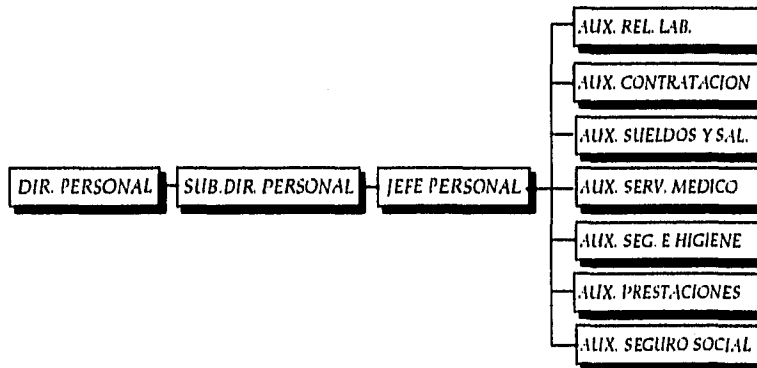 AUX. REL. LAB.
AUX. CONTRATACION
AUX. SUELDOS Y SAL.
DIR. PERSONAL
SUB.DIR. PERSONAL
JEFE PERSONAL
AUX. SERV. MEDICO
AUX. SEG. E HIGIENE
AUX. PRESTACIONES
AUX. SEGURO SOCIAL